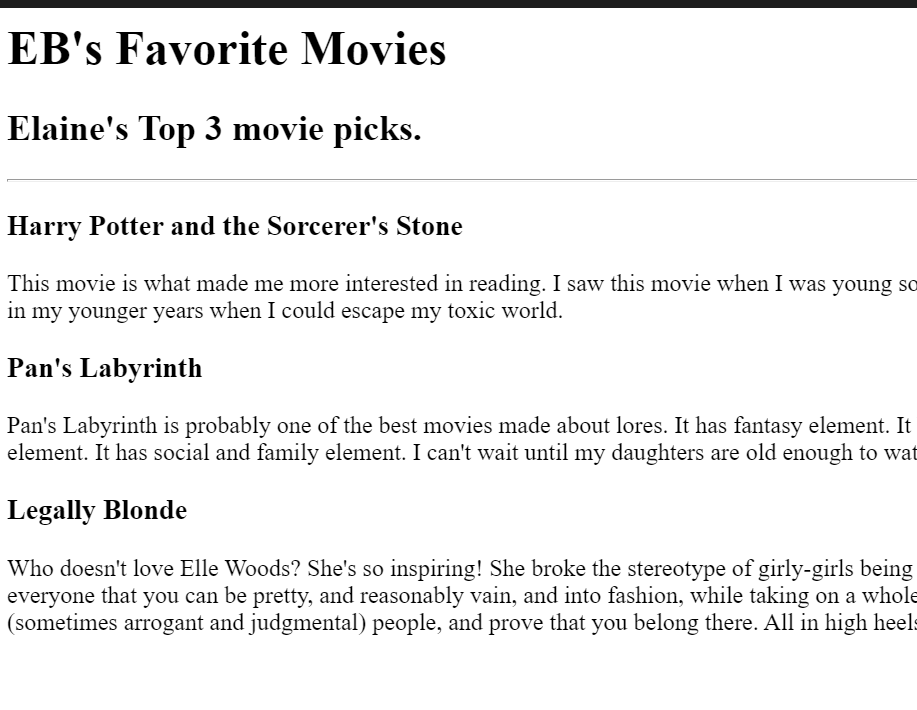 EB's Favorite Movies
Elaine's Top 3 movie picks.
Harry Potter and the Sorcerer's Stone
This movie is what made me more interested in reading. I saw this movie when I was young so
in my younger years when I could escape my toxic world.
Pan's Labyrinth
Pan's Labyrinth is probably one of the best movies made about lores. It has fantasy element. It
element. It has social and family element. I can't wait until my daughters are old enough to wat
Legally Blonde
Who doesn't love Elle Woods? She's so inspiring! She broke the stereotype of girly-girls being
everyone that you can be pretty, and reasonably vain, and into fashion, while taking on a whole
(sometimes arrogant and judgmental) people, and prove that you belong there. All in high heels